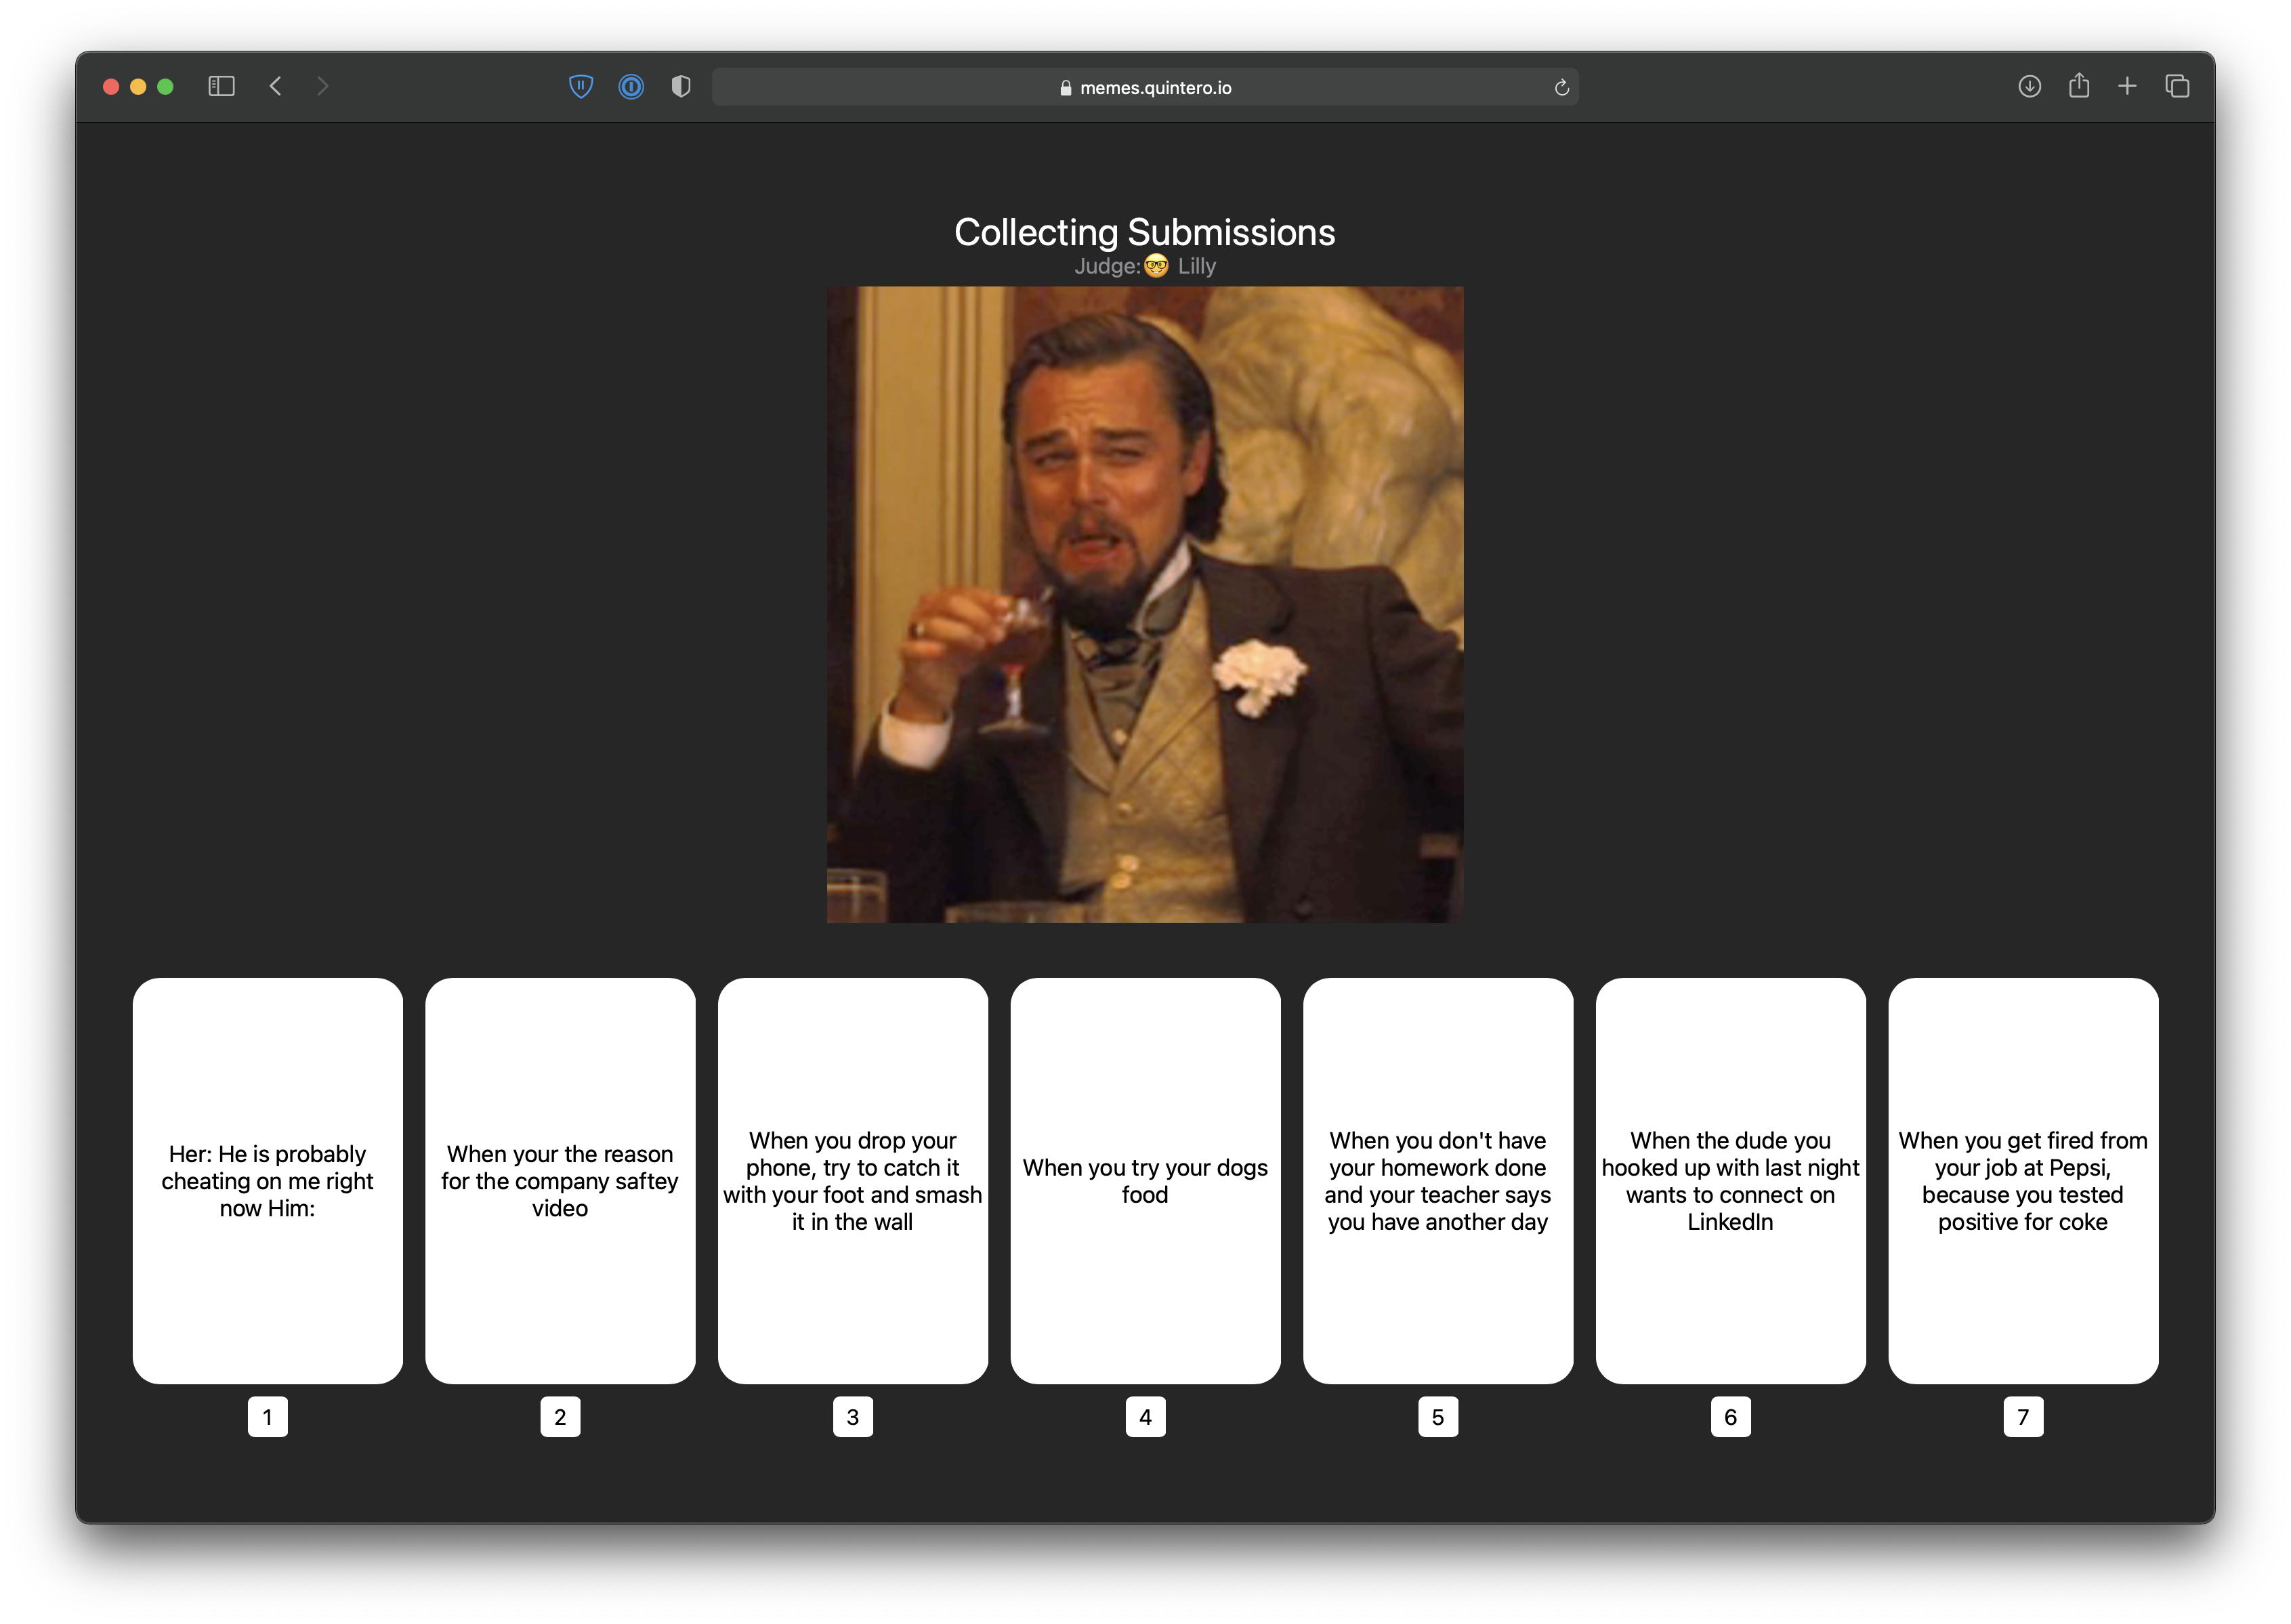 memes.quintero.io
Collecting Submissions
Judge:🤓 Lilly
Her: He is probably
cheating on me right
now Him:
When your the reason
for the company saftey
video
When you drop your
phone, try to catch it
with your foot and smash
it in the wall
When you try your dogs
food
When you don't have
your homework done
and your teacher says
you have another day
When the dude you
hooked up with last night
wants to connect on
LinkedIn
When you get fired from
your job at Pepsi,
because you tested
positive for coke
1
2
3
4
5
6
7